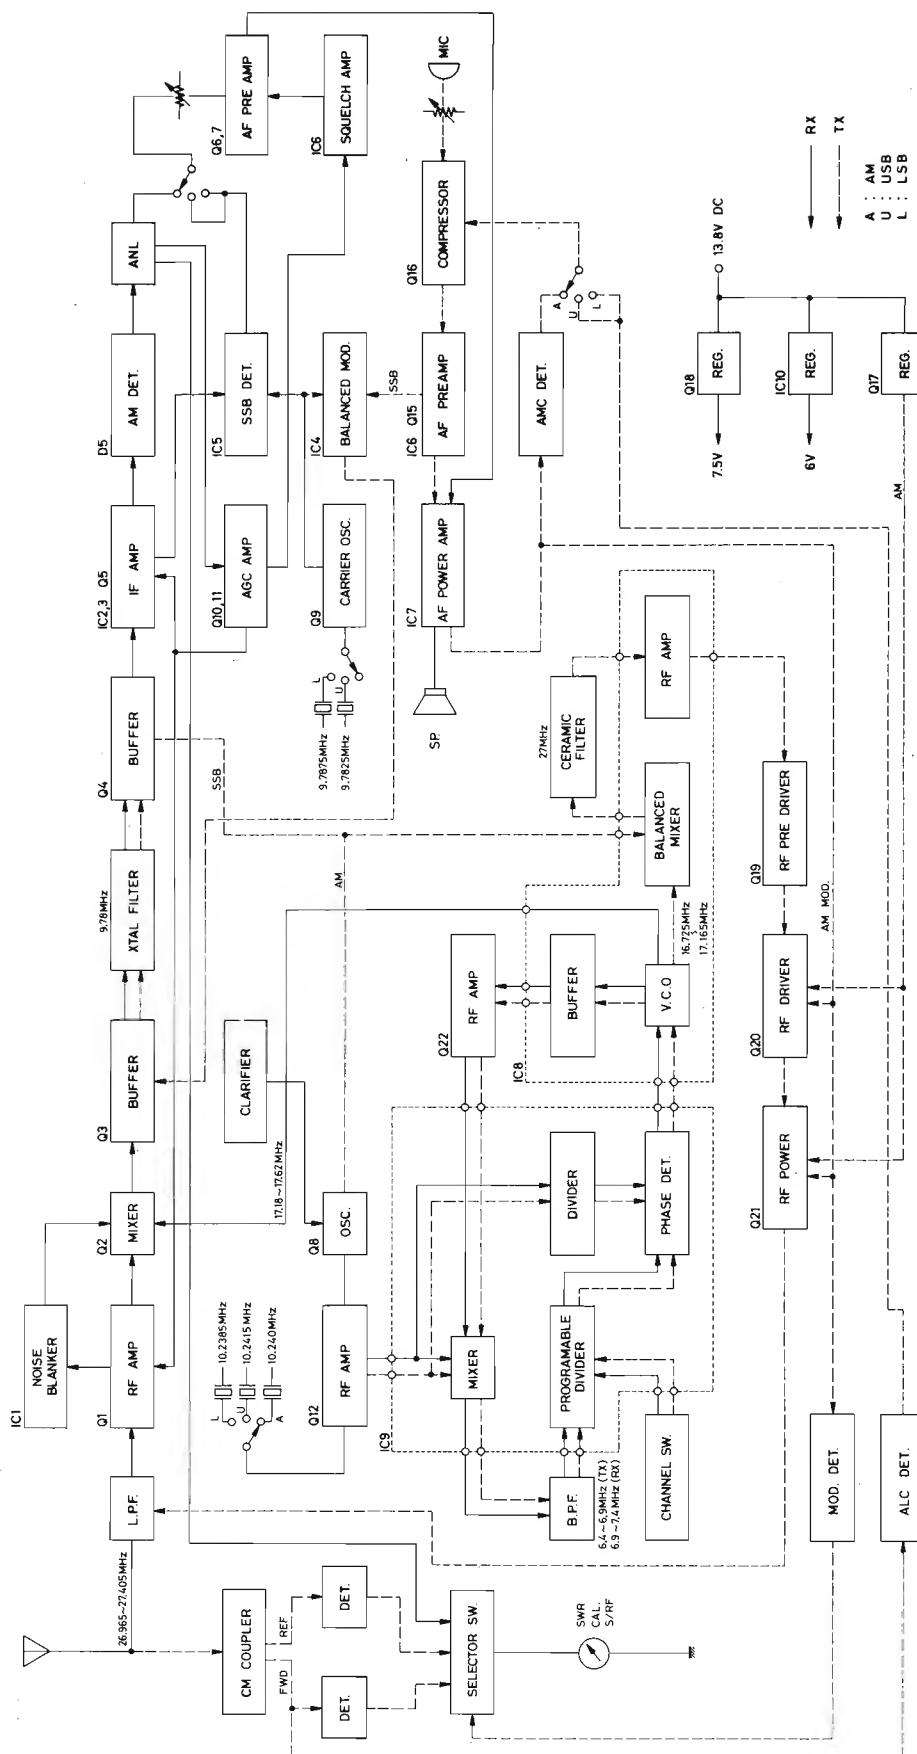 26.965~27.405MHz
L.P.F.
IC1
NOISE
BLANKER
Q1
RF AMP
Q2
MIXER
Q3
BUFFER
9.78MHz
XTAL FILTER
Q4
BUFFER
IC2,3 Q5
IF AMP
D5
AM DET.
ANL
Q6,7
AF PRE AMP
IC6
SQUELCH AMP
CM COUPLER
REF
FWD
DET.
DET.
SELECTOR SW.
SWR
CAL.
S/RF
L
U
A
10.2385MHz
10.2415MHz
10.240MHz
Q12
RF AMP
Q8
OSC.
CLARIFIER
17.18~17.62MHz
AM
SSB
L
U
9.7875MHz
9.7825MHz
Q9
CARRIER OSC.
Q10,11
AGC AMP
IC5
SSB DET.
IC4
BALANCED MOD.
SSB
Q15
IC6
AF PREAMP
Q16
COMPRESSOR
MIC
IC7
AF POWER AMP
SP.
AMC DET.
A
U
L
IC9
MIXER
B.P.F.
6.4~6.9MHz (TX)
6.9~7.4MHz (RX)
PROGRAMABLE
DIVIDER
CHANNEL SW.
DIVIDER
PHASE DET.
Q22
RF AMP
IC8
BUFFER
V.C.O
16.725MHz
~
17.165MHz
BALANCED
MIXER
27MHz
CERAMIC
FILTER
RF AMP
Q19
RF PRE DRIVER
Q20
RF DRIVER
Q21
RF POWER
AM MOD.
AM
MOD. DET.
ALC DET.
Q18
REG.
7.5V
IC10
REG.
6V
Q17
REG.
13.8V DC
RX
TX
A : AM
U : USB
L : LSB